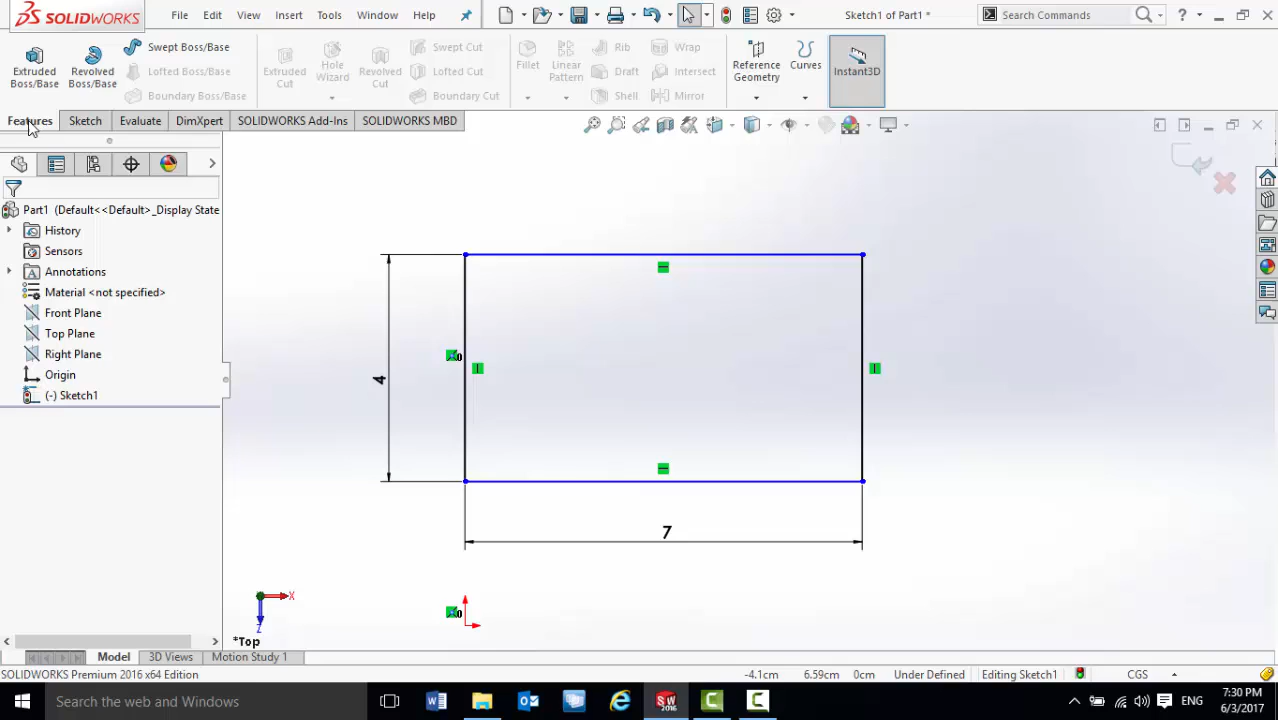 SOLIDWORKS File Edit View Insert Tools Window Help Sketch1 of Part1 * Search Commands ?
Extruded Boss/Base
Revolved Boss/Base
Swept Boss/Base
Lofted Boss/Base
Boundary Boss/Base
Extruded Cut
Hole Wizard
Revolved Cut
Swept Cut
Lofted Cut
Boundary Cut
Fillet
Linear Pattern
Rib
Draft
Shell
Wrap
Intersect
Mirror
Reference Geometry
Curves
Instant3D
Features Sketch Evaluate DimXpert SOLIDWORKS Add-Ins SOLIDWORKS MBD
Part1 (Default<<Default>_Display State
History
Sensors
Annotations
Material <not specified>
Front Plane
Top Plane
Right Plane
Origin
(-) Sketch1
4
0
7
0
X
Z
*Top
Model 3D Views Motion Study 1
SOLIDWORKS Premium 2016 x64 Edition -4.1cm 6.59cm 0cm Under Defined Editing Sketch1 CGS
Search the web and Windows ENG 7:30 PM
6/3/2017